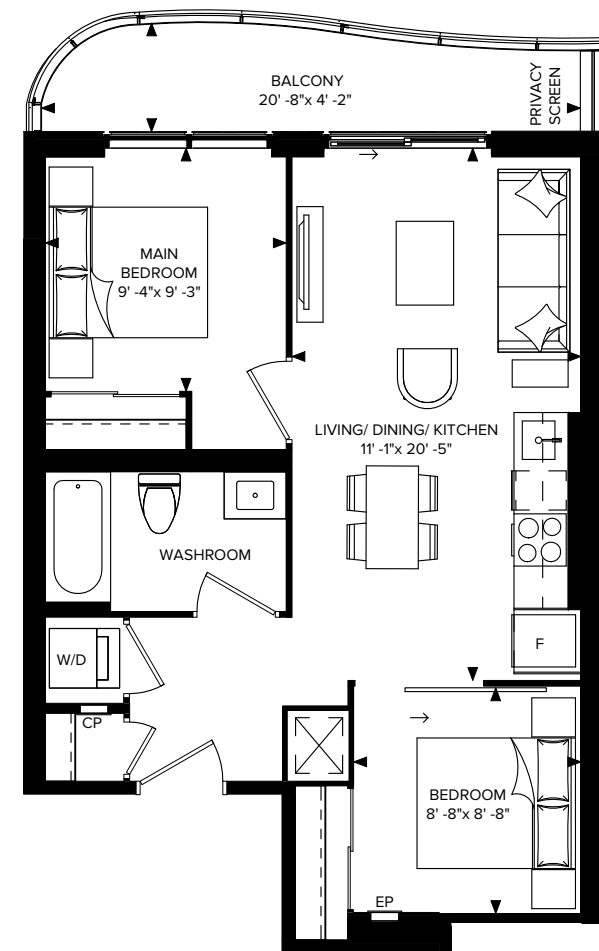 BALCONY
20' -8"x 4' -2"
PRIVACY
SCREEN
MAIN
BEDROOM
9' -4"x 9' -3"
LIVING/ DINING/ KITCHEN
11' -1"x 20' -5"
WASHROOM
W/D
F
CP
BEDROOM
8' -8"x 8' -8"
EP